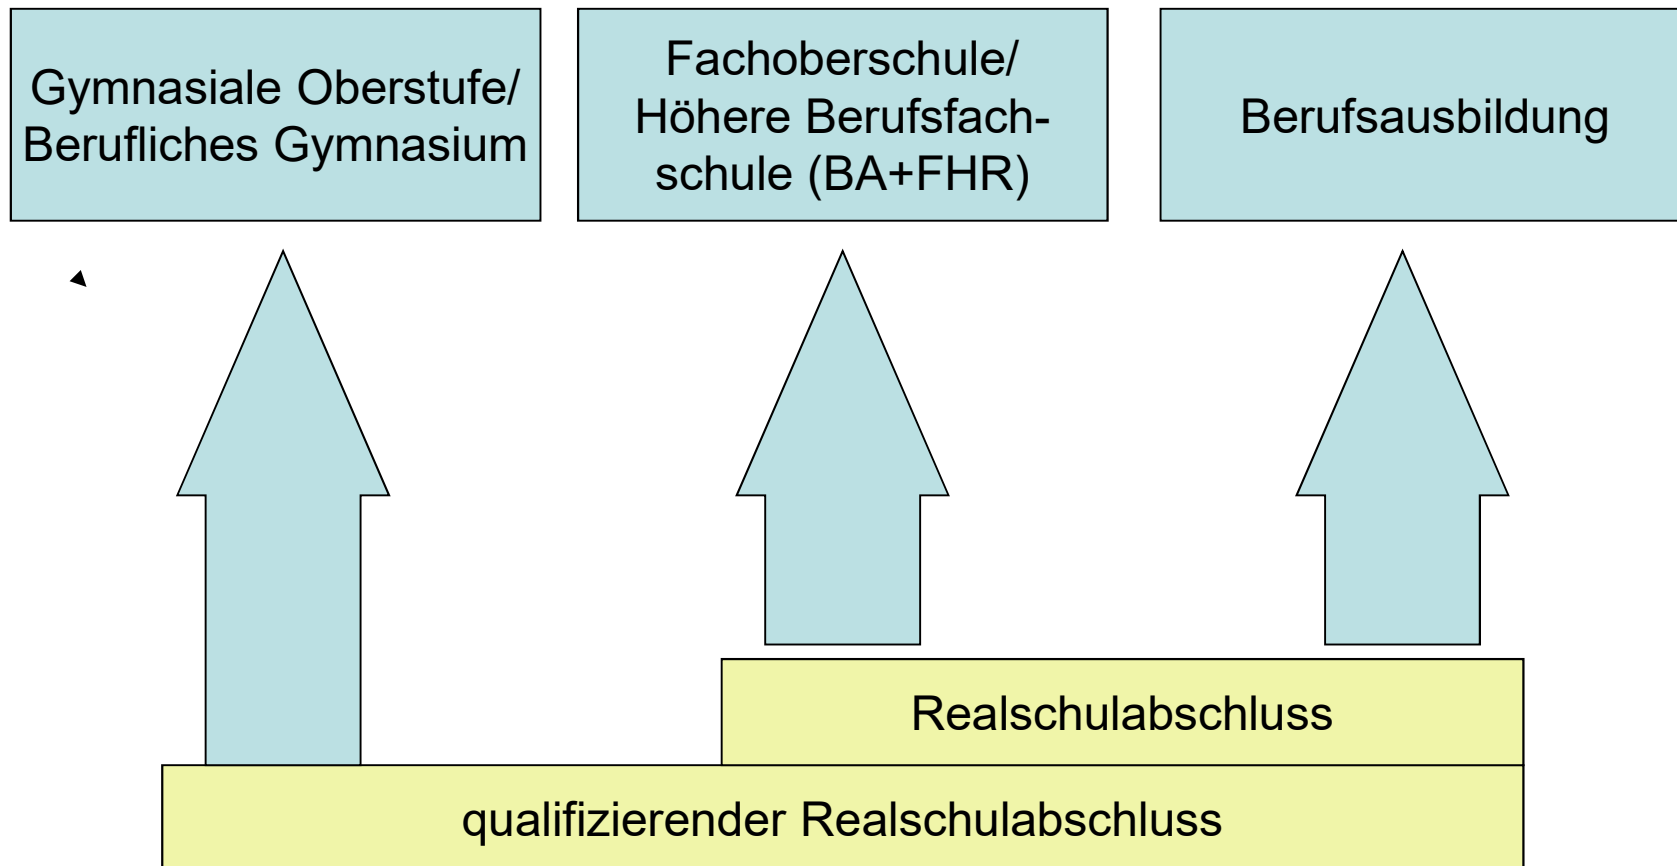 Gymnasiale Oberstufe/
Berufliches Gymnasium
Fachoberschule/
Höhere Berufsfach-
schule (BA+FHR)
Berufsausbildung
Realschulabschluss
qualifizierender Realschulabschluss